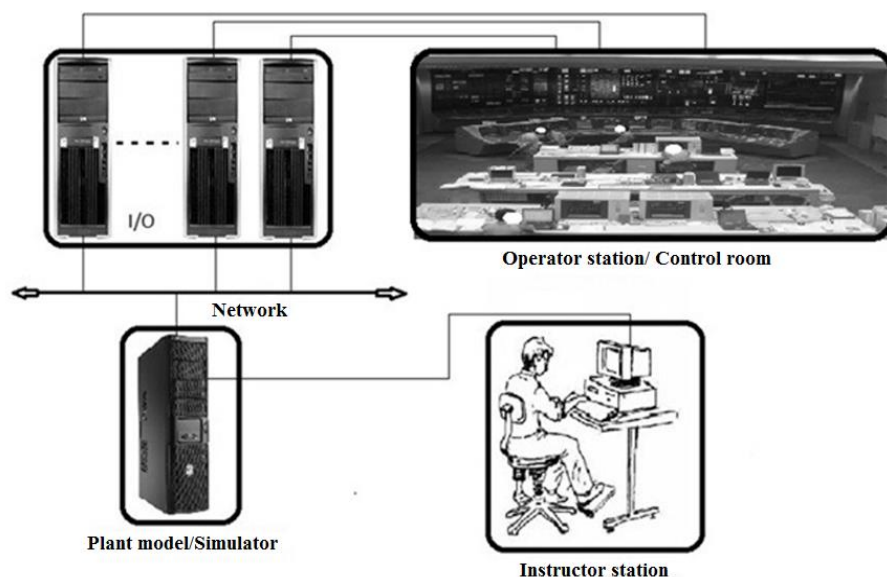 I/O
Operator station/ Control room
Network
Plant model/Simulator
Instructor station